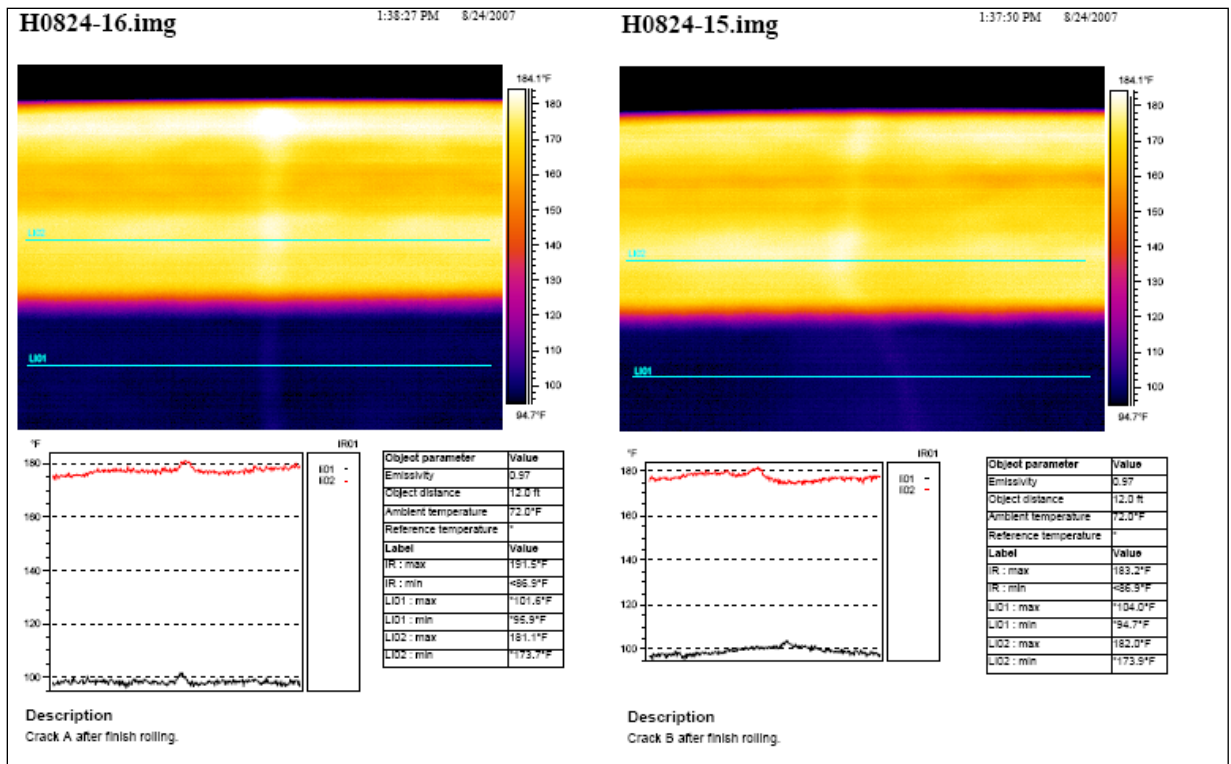 H0824-16.img
1:38:27 PM 8/24/2007
184.1°F
180
170
160
150
140
130
120
110
100
94.7°F
LI02
LI01
°F
IR01
180
160
140
120
100
li01 -
li02 -
Object parameter Value
Emissivity 0.97
Object distance 12.0 ft
Ambient temperature 72.0°F
Reference temperature *
Label Value
IR : max 191.5°F
IR : min <86.9°F
LI01 : max *101.6°F
LI01 : min *95.9°F
LI02 : max 181.1°F
LI02 : min *173.7°F
Description
Crack A after finish rolling.
H0824-15.img
1:37:50 PM 8/24/2007
184.1°F
180
170
160
150
140
130
120
110
100
94.7°F
LI02
LI01
°F
IR01
180
160
140
120
100
li01 -
li02 -
Object parameter Value
Emissivity 0.97
Object distance 12.0 ft
Ambient temperature 72.0°F
Reference temperature *
Label Value
IR : max 183.2°F
IR : min <86.9°F
LI01 : max *104.0°F
LI01 : min *94.7°F
LI02 : max 182.0°F
LI02 : min *173.9°F
Description
Crack B after finish rolling.